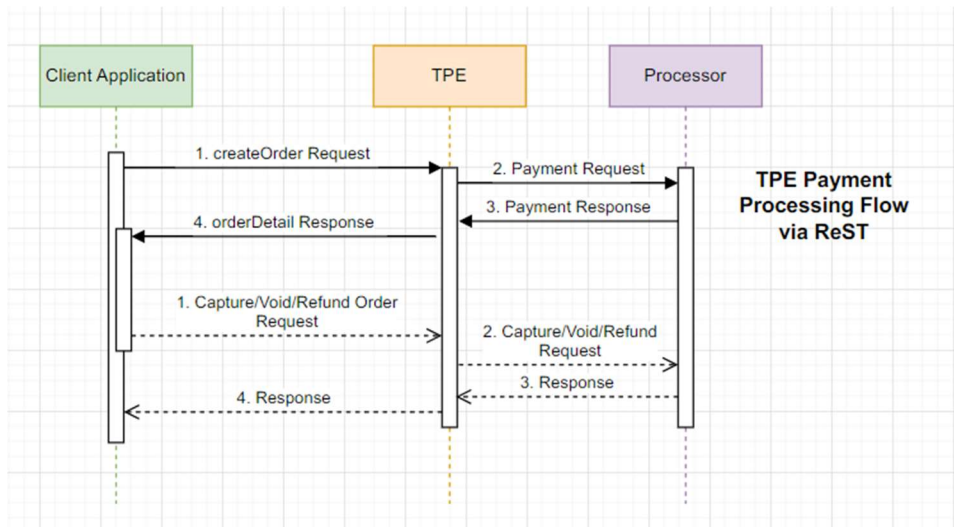 Client Application
TPE
Processor
1. createOrder Request
2. Payment Request
3. Payment Response
4. orderDetail Response
TPE Payment
Processing Flow
via ReST
1. Capture/Void/Refund Order
Request
2. Capture/Void/Refund
Request
3. Response
4. Response